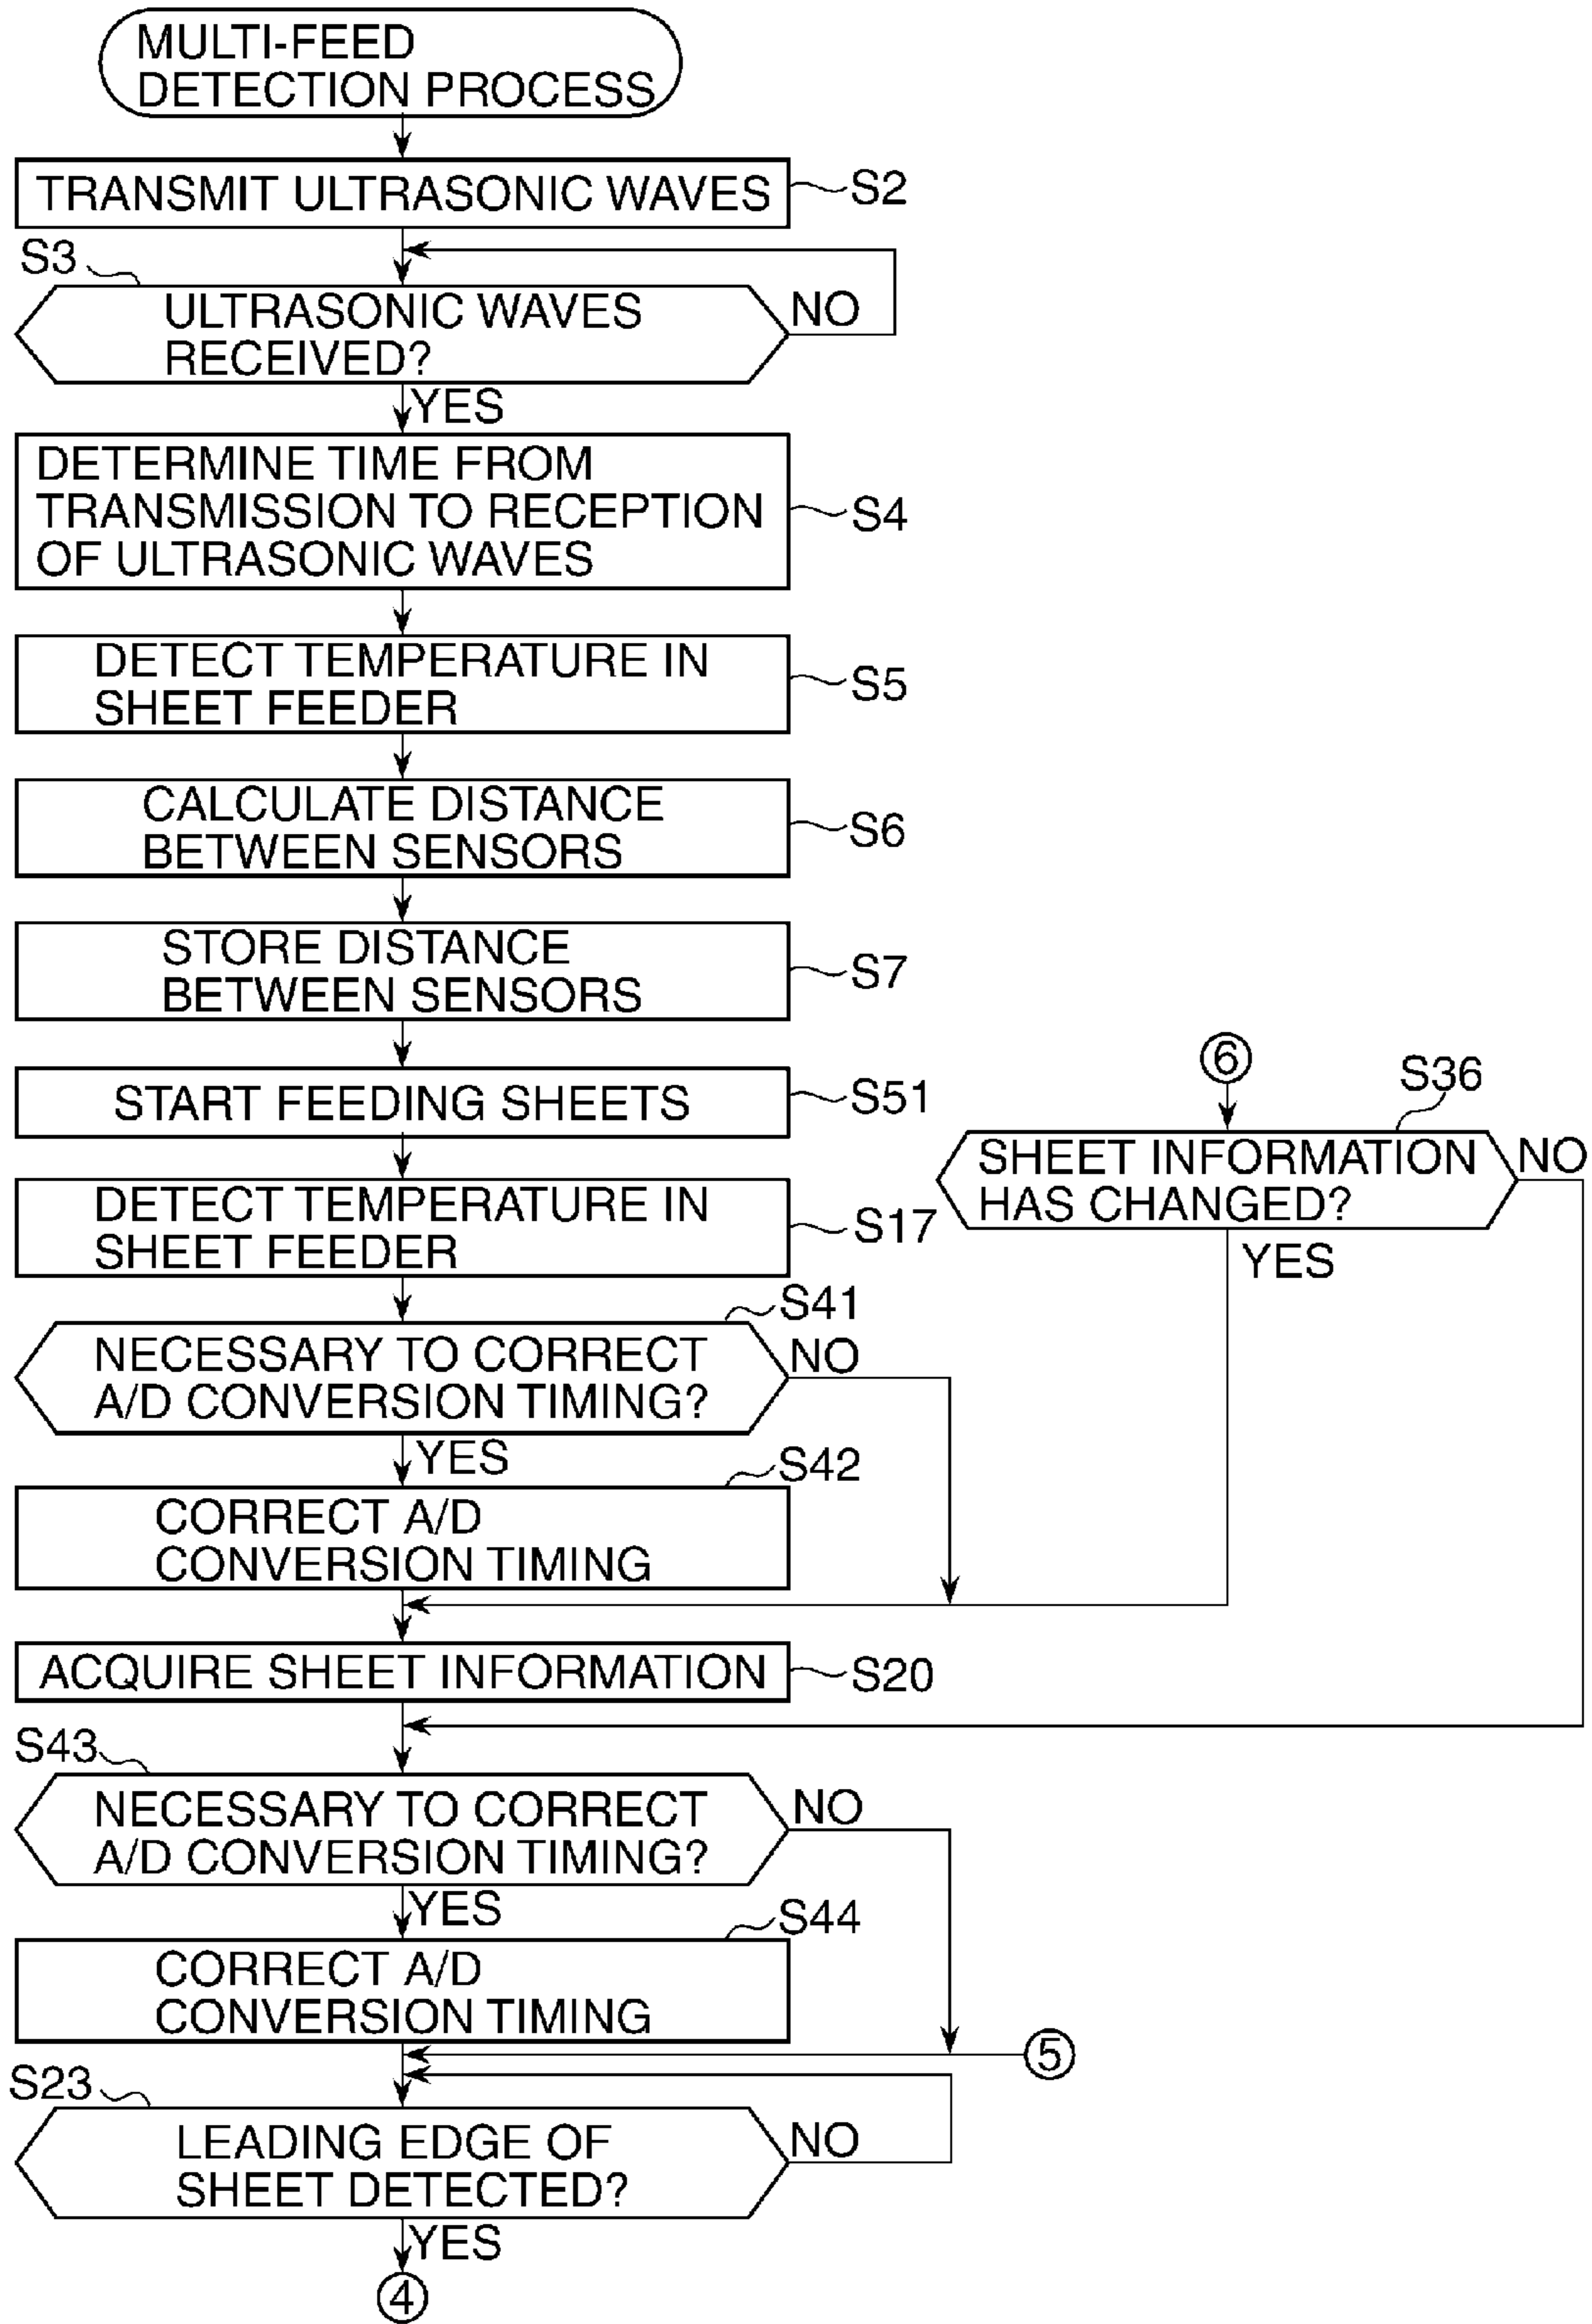 MULTI-FEED
DETECTION PROCESS
TRANSMIT ULTRASONIC WAVES
S2
S3
ULTRASONIC WAVES
RECEIVED?
NO
YES
DETERMINE TIME FROM
TRANSMISSION TO RECEPTION
OF ULTRASONIC WAVES
S4
DETECT TEMPERATURE IN
SHEET FEEDER
S5
CALCULATE DISTANCE
BETWEEN SENSORS
S6
STORE DISTANCE
BETWEEN SENSORS
S7
START FEEDING SHEETS
S51
6
S36
SHEET INFORMATION
HAS CHANGED?
NO
YES
DETECT TEMPERATURE IN
SHEET FEEDER
S17
S41
NECESSARY TO CORRECT
A/D CONVERSION TIMING?
NO
YES
S42
CORRECT A/D
CONVERSION TIMING
ACQUIRE SHEET INFORMATION
S20
S43
NECESSARY TO CORRECT
A/D CONVERSION TIMING?
NO
YES
S44
CORRECT A/D
CONVERSION TIMING
5
S23
LEADING EDGE OF
SHEET DETECTED?
NO
YES
4